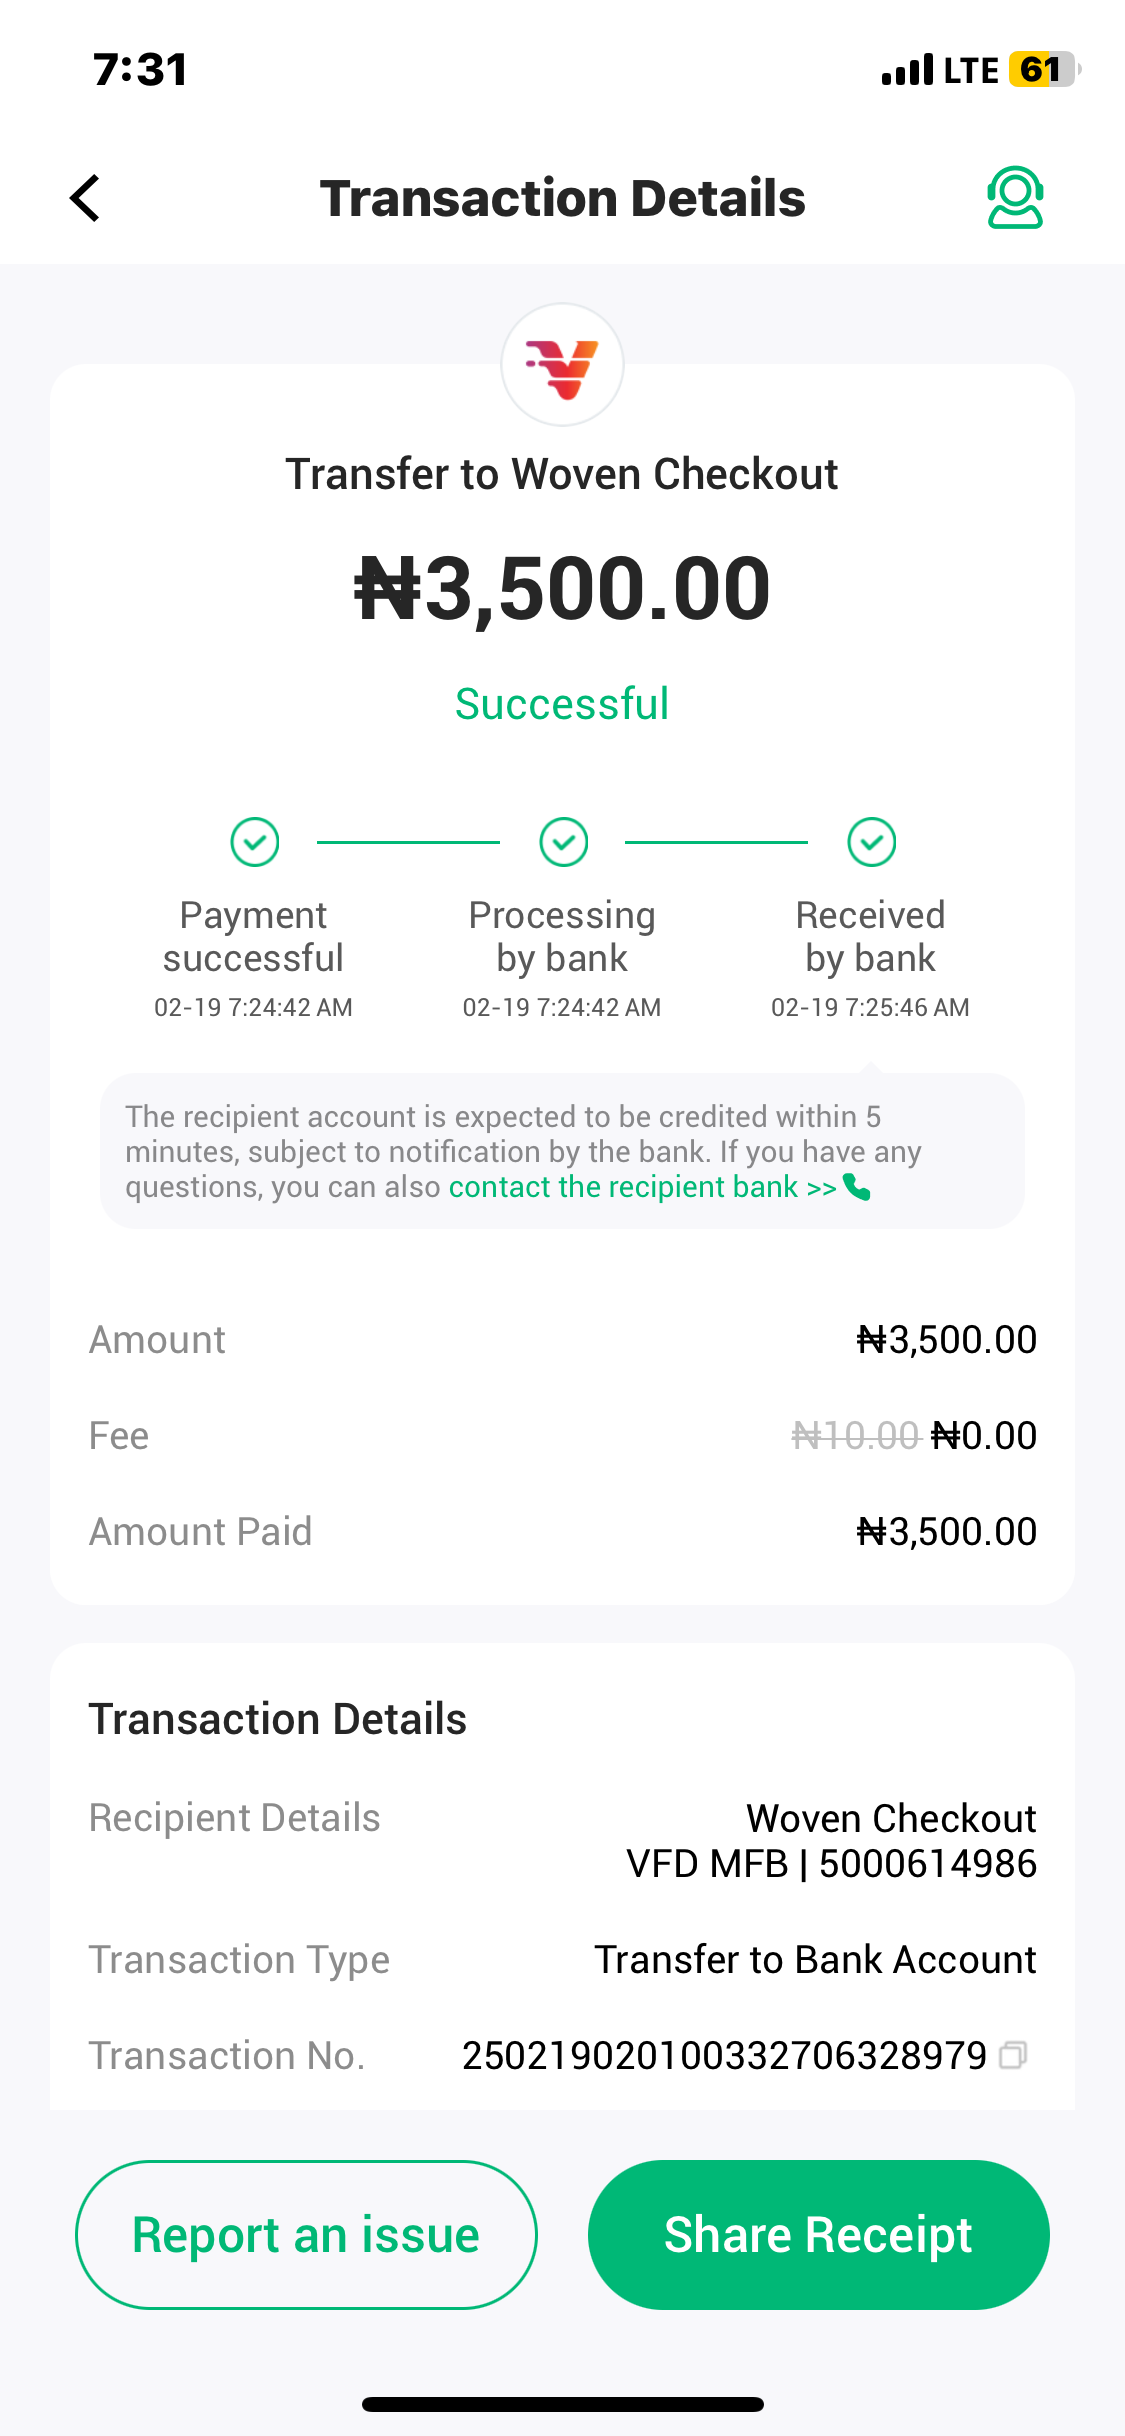 7:31
LTE 61
Transaction Details
Transfer to Woven Checkout
₦3,500.00
Successful
Payment successful
02-19 7:24:42 AM
Processing by bank
02-19 7:24:42 AM
Received by bank
02-19 7:25:46 AM
The recipient account is expected to be credited within 5
minutes, subject to notification by the bank. If you have any
questions, you can also contact the recipient bank >>
Amount ₦3,500.00
Fee ₦10.00 ₦0.00
Amount Paid ₦3,500.00
Transaction Details
Recipient Details Woven Checkout
VFD MFB | 5000614986
Transaction Type Transfer to Bank Account
Transaction No. 250219020100332706328979
Report an issue
Share Receipt